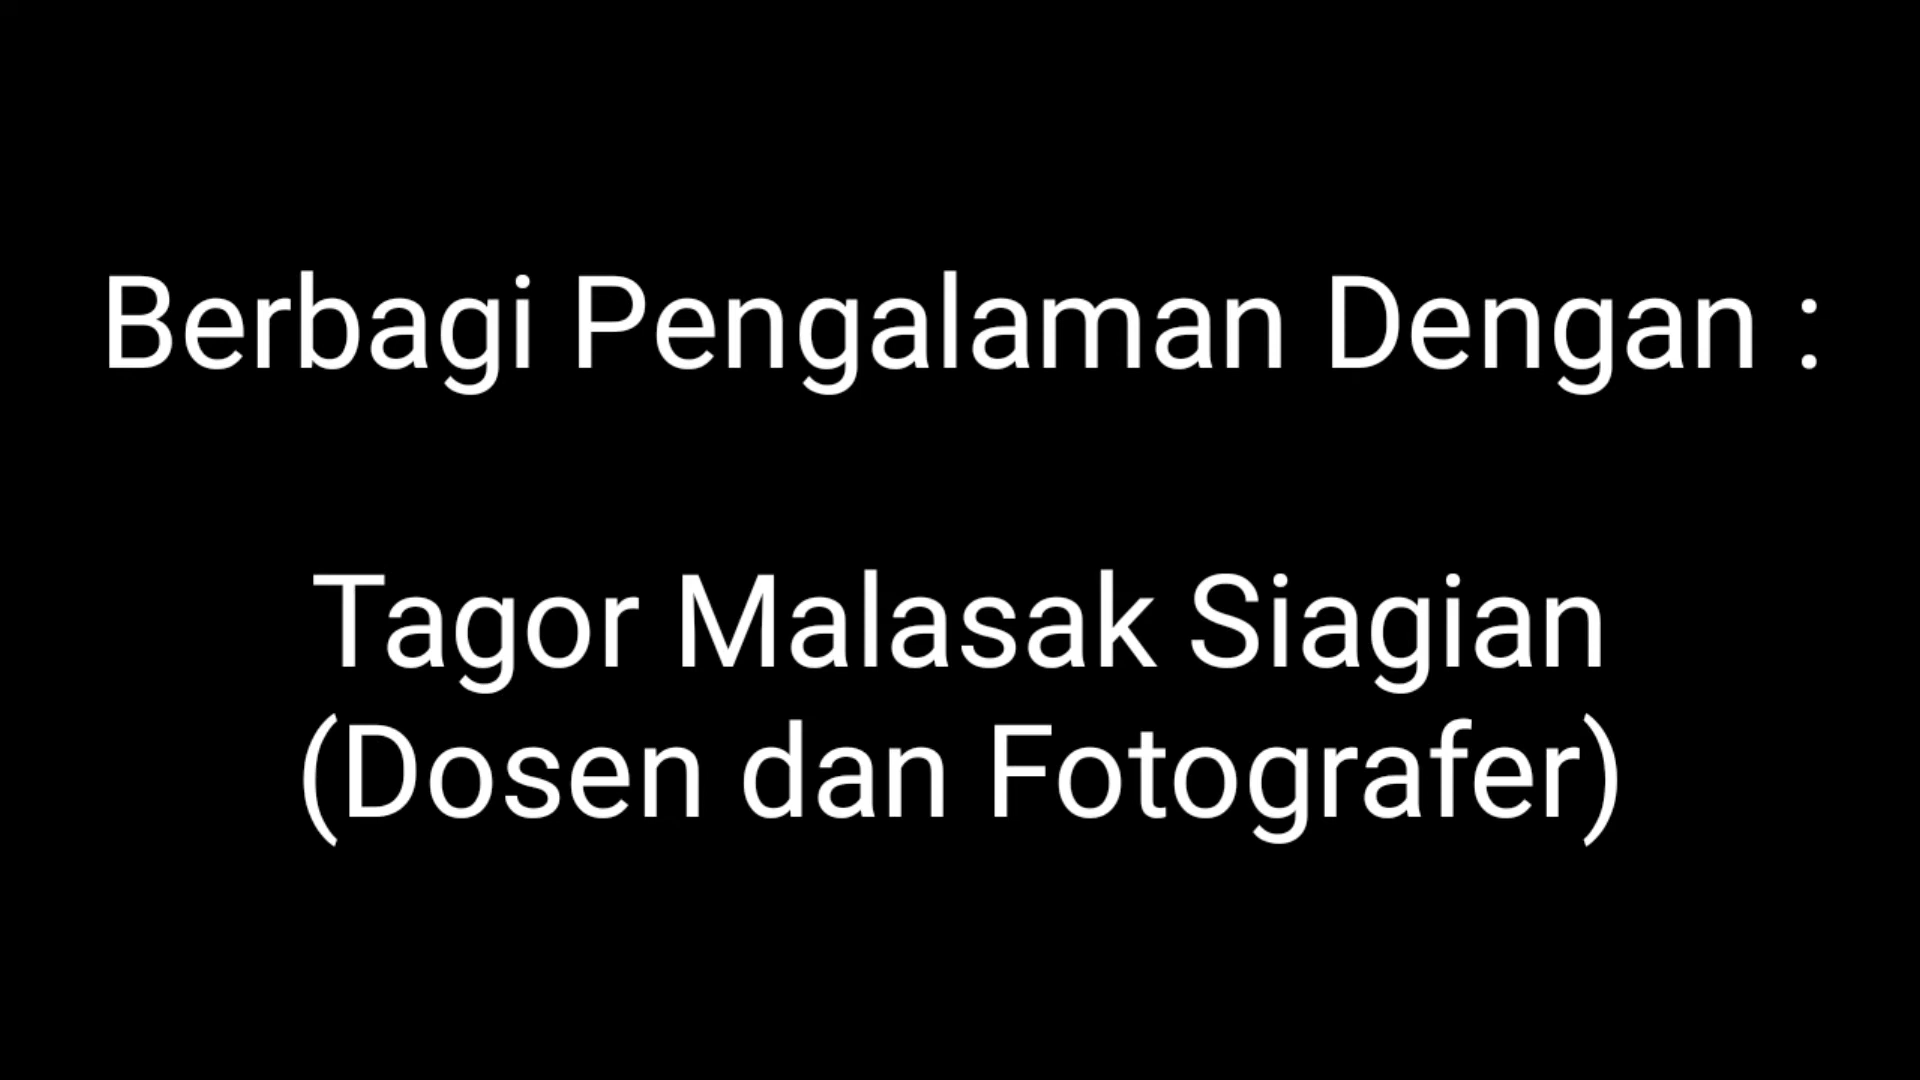 Berbagi Pengalaman Dengan :
Tagor Malasak Siagian
(Dosen dan Fotografer)